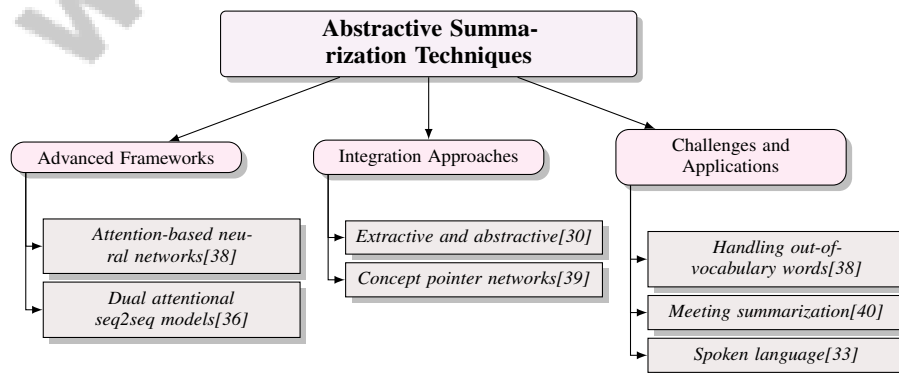 Abstractive Summa-
rization Techniques
Advanced Frameworks
Integration Approaches
Challenges and
Applications
Attention-based neu-
ral networks[38]
Dual attentional
seq2seq models[36]
Extractive and abstractive[30]
Concept pointer networks[39]
Handling out-of-
vocabulary words[38]
Meeting summarization[40]
Spoken language[33]